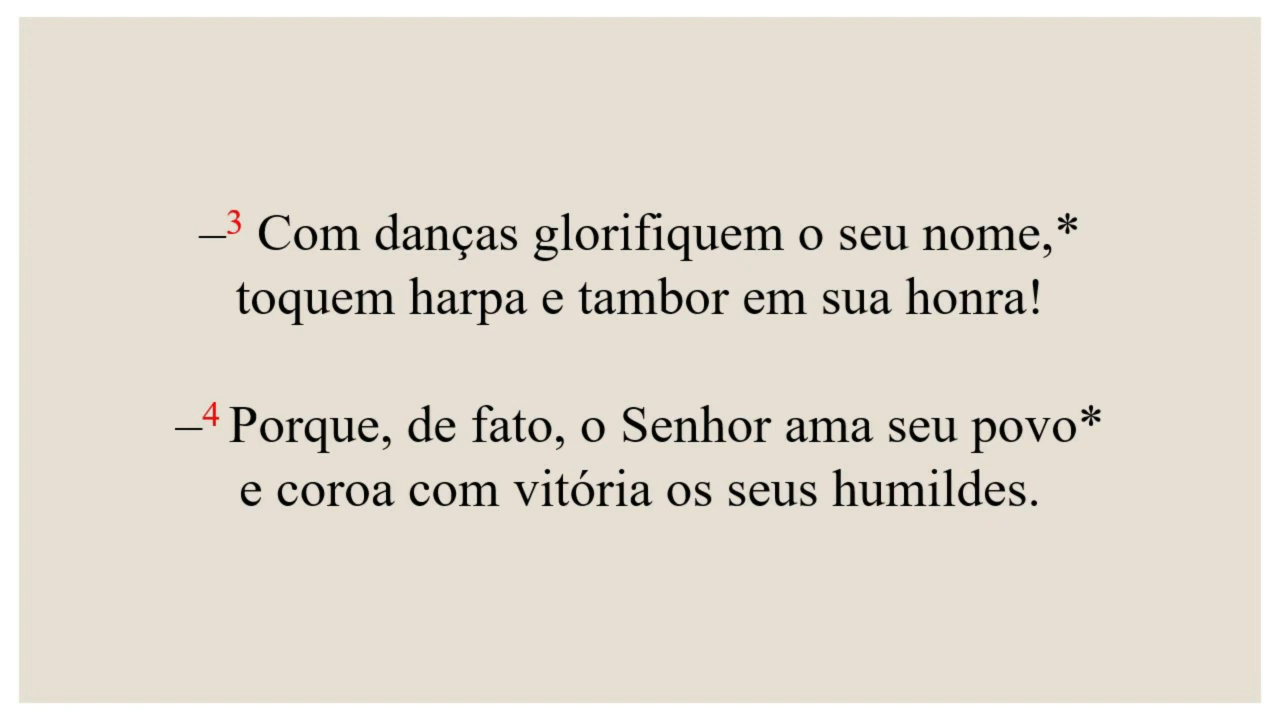 –³ Com danças glorifiquem o seu nome,*
toquem harpa e tambor em sua honra!
–⁴ Porque, de fato, o Senhor ama seu povo*
e coroa com vitória os seus humildes.